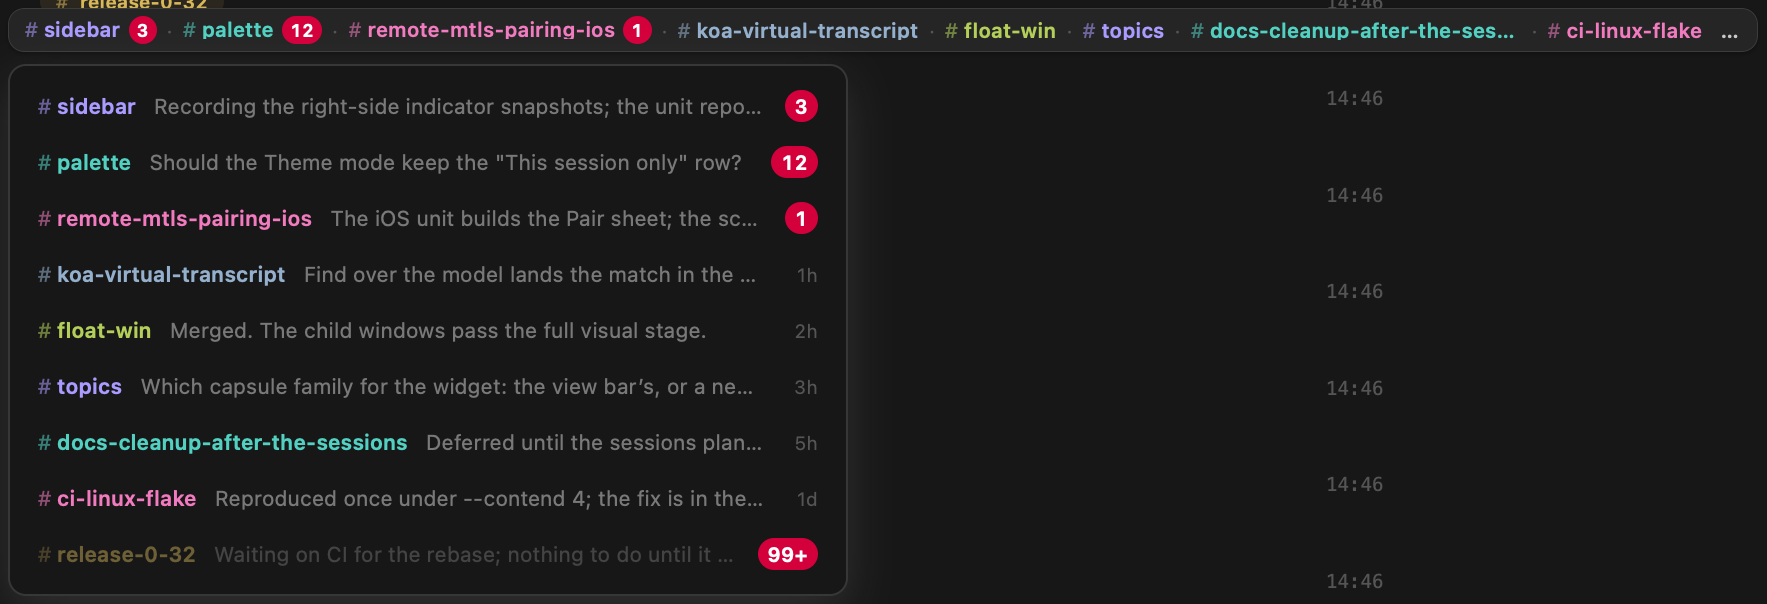 # release-0-32 14:46
# sidebar 3 · # palette 12 · # remote-mtls-pairing-ios 1 · # koa-virtual-transcript · # float-win · # topics · # docs-cleanup-after-the-ses... · # ci-linux-flake ...
# sidebar Recording the right-side indicator snapshots; the unit repo... 3
14:46
# palette Should the Theme mode keep the "This session only" row? 12
14:46
# remote-mtls-pairing-ios The iOS unit builds the Pair sheet; the sc... 1
# koa-virtual-transcript Find over the model lands the match in the ... 1h
14:46
# float-win Merged. The child windows pass the full visual stage. 2h
# topics Which capsule family for the widget: the view bar’s, or a ne... 3h
14:46
# docs-cleanup-after-the-sessions Deferred until the sessions plan... 5h
14:46
# ci-linux-flake Reproduced once under --contend 4; the fix is in the... 1d
# release-0-32 Waiting on CI for the rebase; nothing to do until it ... 99+
14:46